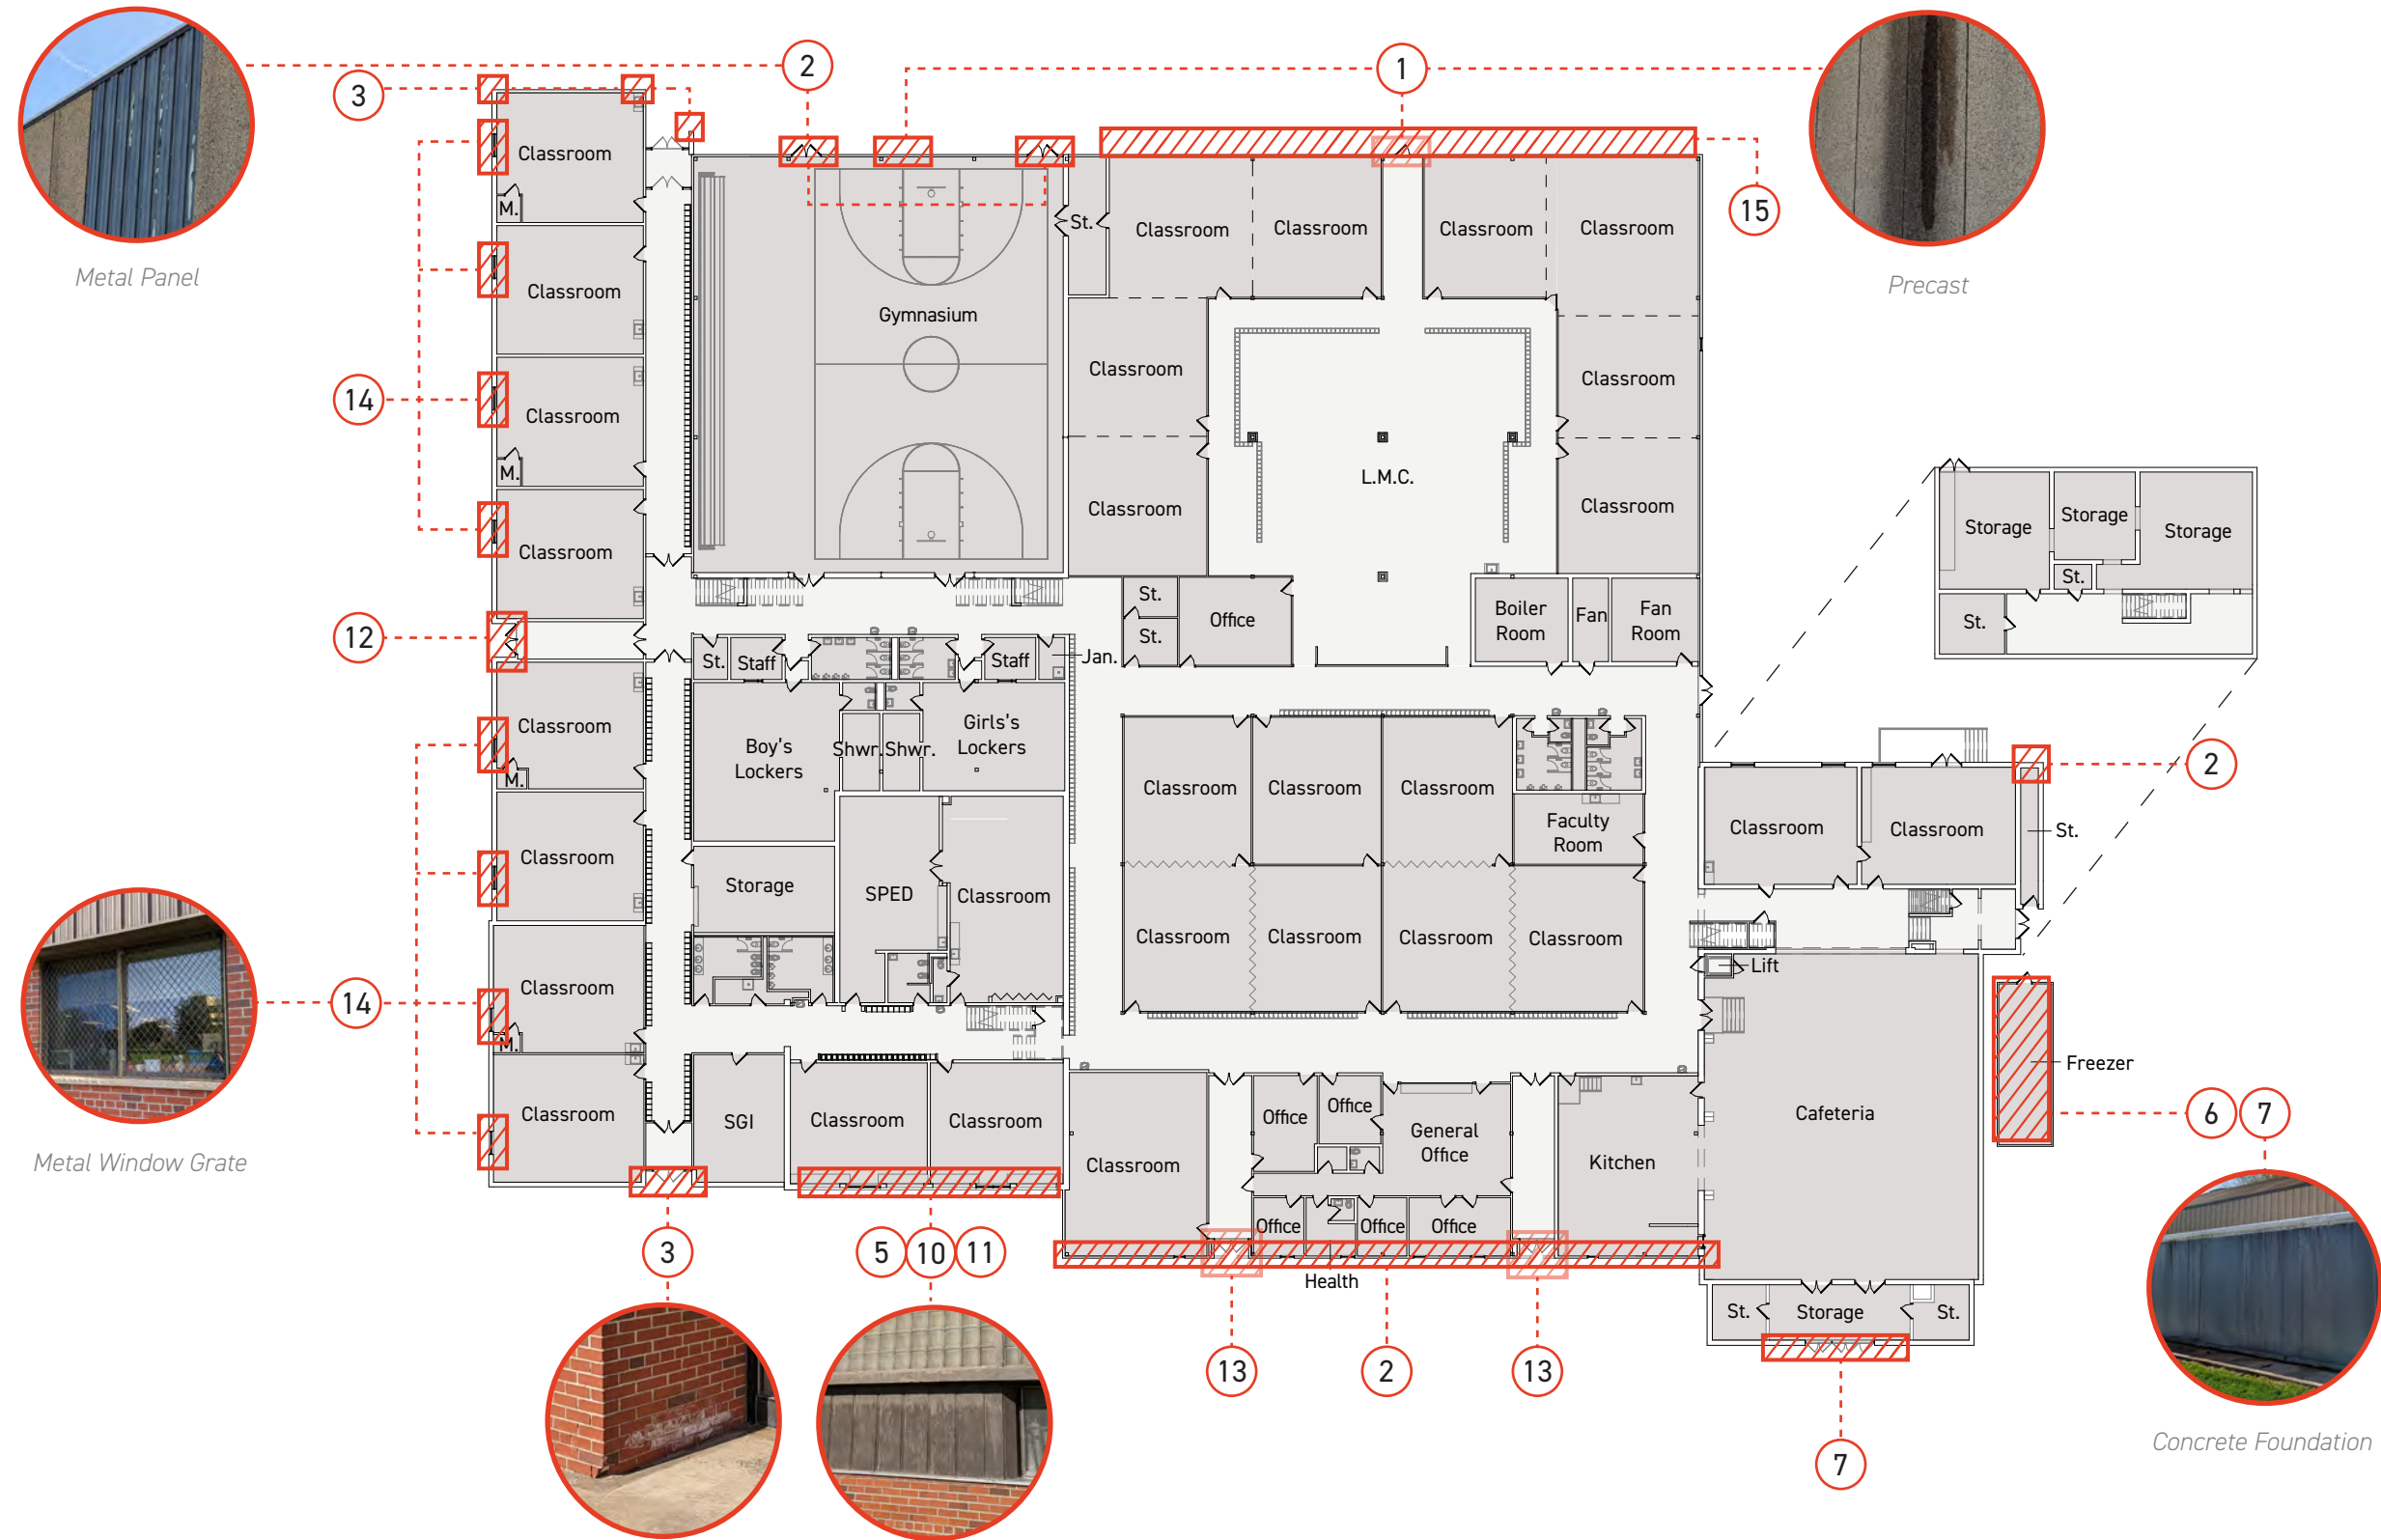 2
1
3
Classroom
Metal Panel
M.
15
Precast
St.
Classroom
Classroom
Classroom
Classroom
Classroom
Gymnasium
Classroom
Classroom
14
Classroom
M.
L.M.C.
Classroom
Classroom
Classroom
Storage
Storage
Storage
St.
St.
12
St.
St.
Office
Boiler
Room
Fan
Fan
Room
St.
Staff
Staff
Jan.
Classroom
M.
Boy's
Lockers
Shwr.
Shwr.
Girls's
Lockers
2
Classroom
Classroom
Classroom
Faculty
Room
Classroom
Classroom
St.
Classroom
Storage
SPED
Classroom
Classroom
Classroom
Classroom
Classroom
Lift
14
Classroom
M.
Freezer
Classroom
SGI
Classroom
Classroom
Classroom
Office
Office
General
Office
Kitchen
Cafeteria
6
7
Metal Window Grate
Office
Office
Office
3
5
10
11
Health
St.
Storage
St.
13
2
13
7
Concrete Foundation